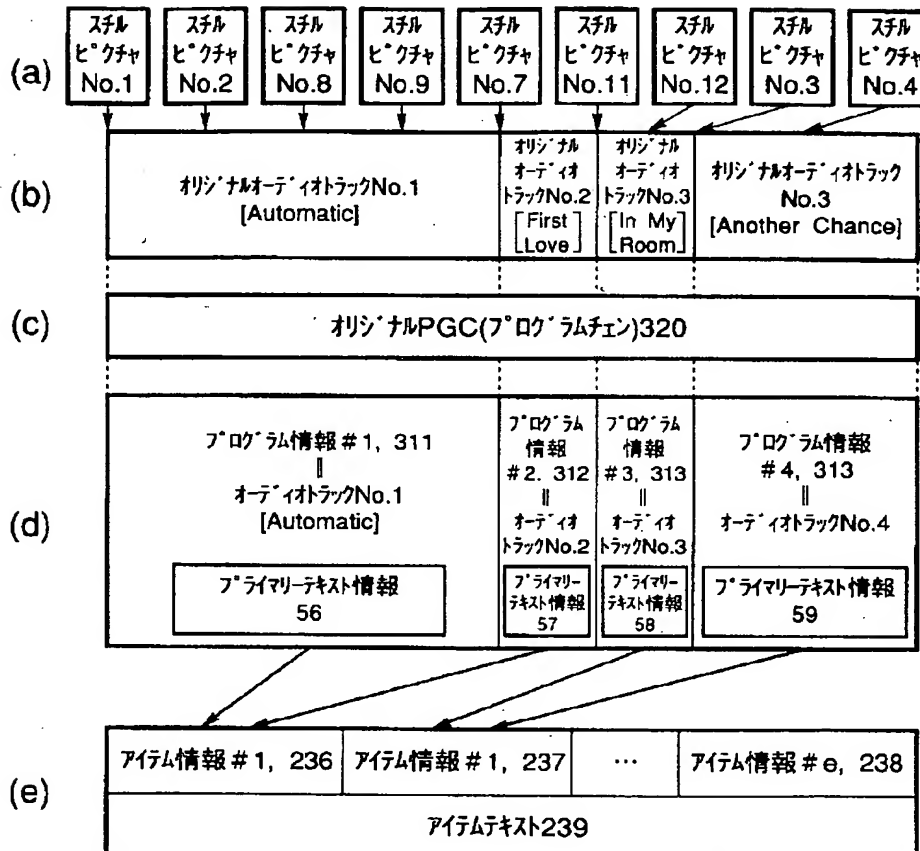 (a)
スチル
ピクチャ
No.1
スチル
ピクチャ
No.2
スチル
ピクチャ
No.8
スチル
ピクチャ
No.9
スチル
ピクチャ
No.7
スチル
ピクチャ
No.11
スチル
ピクチャ
No.12
スチル
ピクチャ
No.3
スチル
ピクチャ
No.4
(b)
オリジナルオーディオトラックNo.1
[Automatic]
オリジナル
オーディオ
トラックNo.2
[First
Love]
オリジナル
オーディオ
トラックNo.3
[In My
Room]
オリジナルオーディオトラック
No.3
[Another Chance]
(c)
オリジナルPGC(プログラムチェン)320
(d)
プログラム情報#1, 311
||
オーディオトラックNo.1
[Automatic]
プライマリーテキスト情報
56
プログラム
情報
#2. 312
||
オーディオ
トラックNo.2
プライマリー
テキスト情報
57
プログラム
情報
#3, 313
||
オーディオ
トラックNo.3
プライマリー
テキスト情報
58
プログラム情報
#4, 313
||
オーディオトラックNo.4
プライマリーテキスト情報
59
(e)
アイテム情報#1, 236
アイテム情報#1, 237
…
アイテム情報#e, 238
アイテムテキスト239